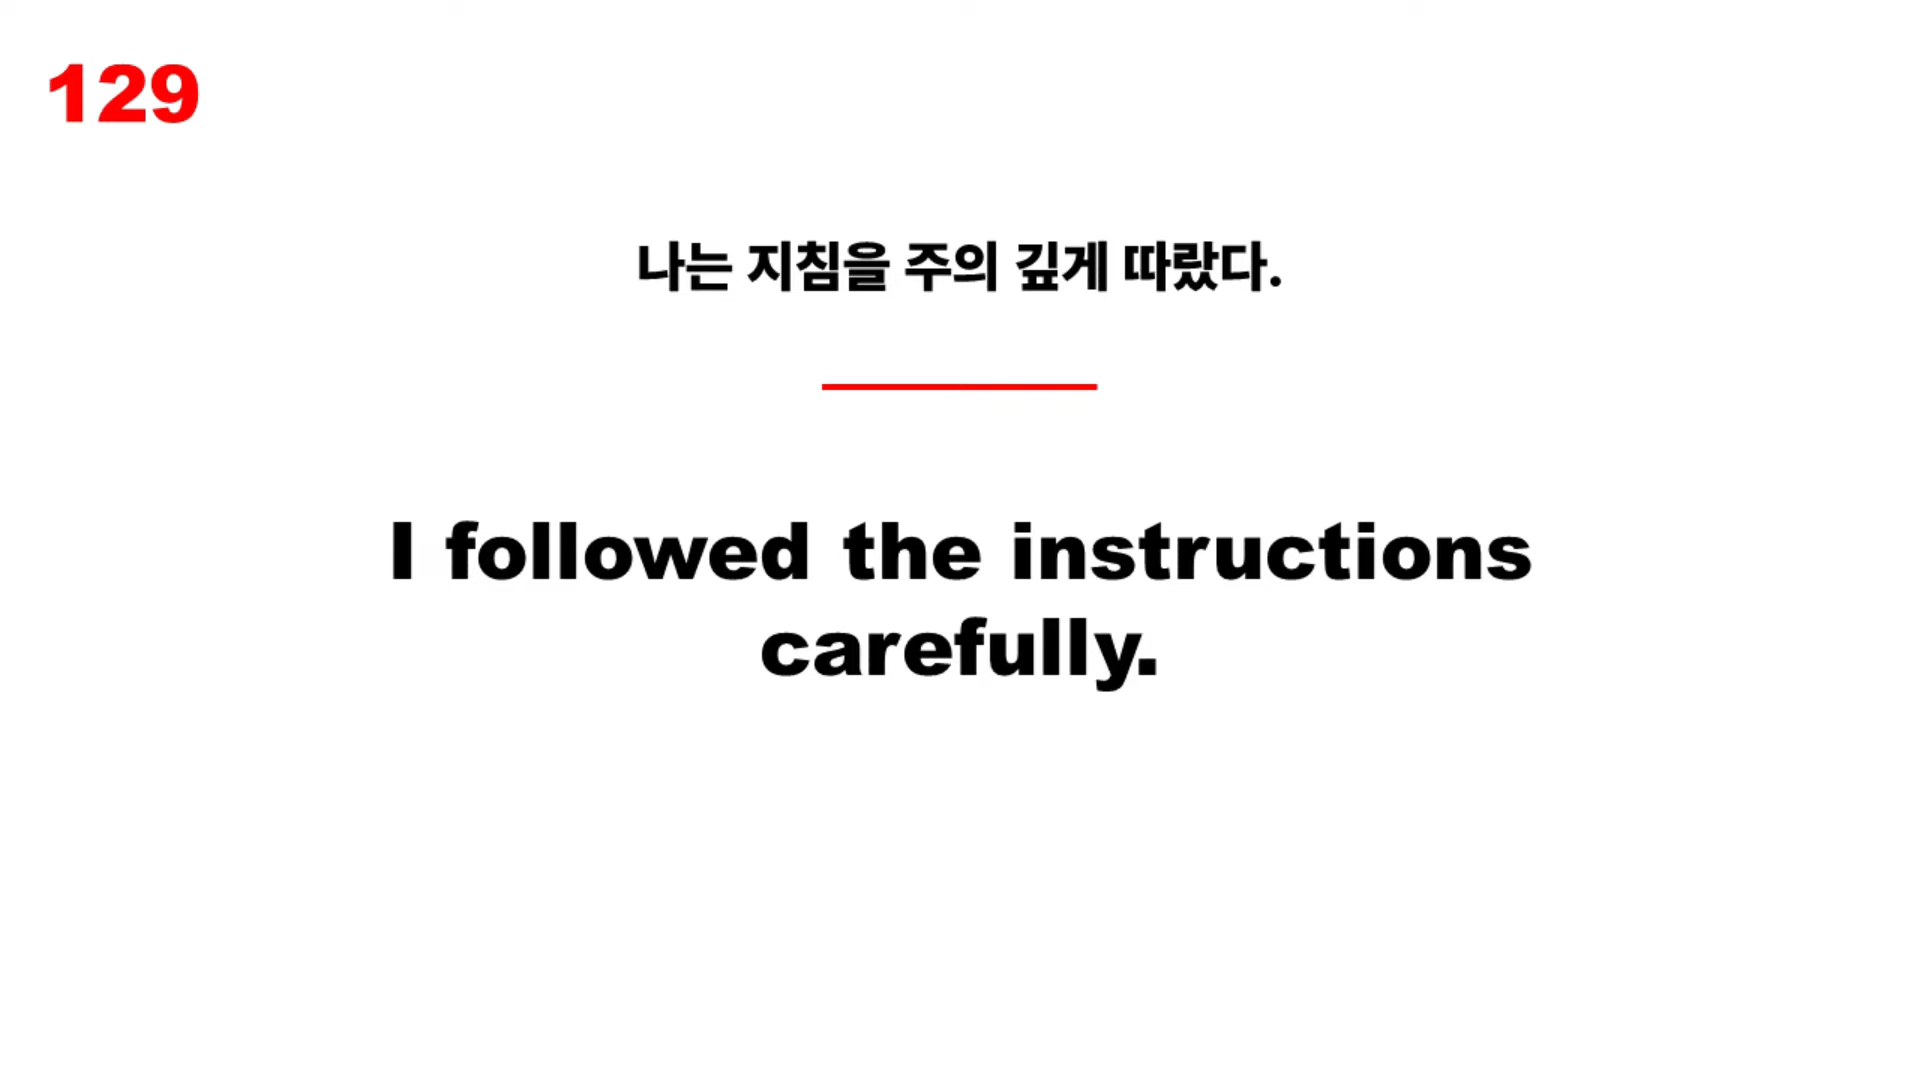 129
나는 지침을 주의 깊게 따랐다.
I followed the instructions
carefully.